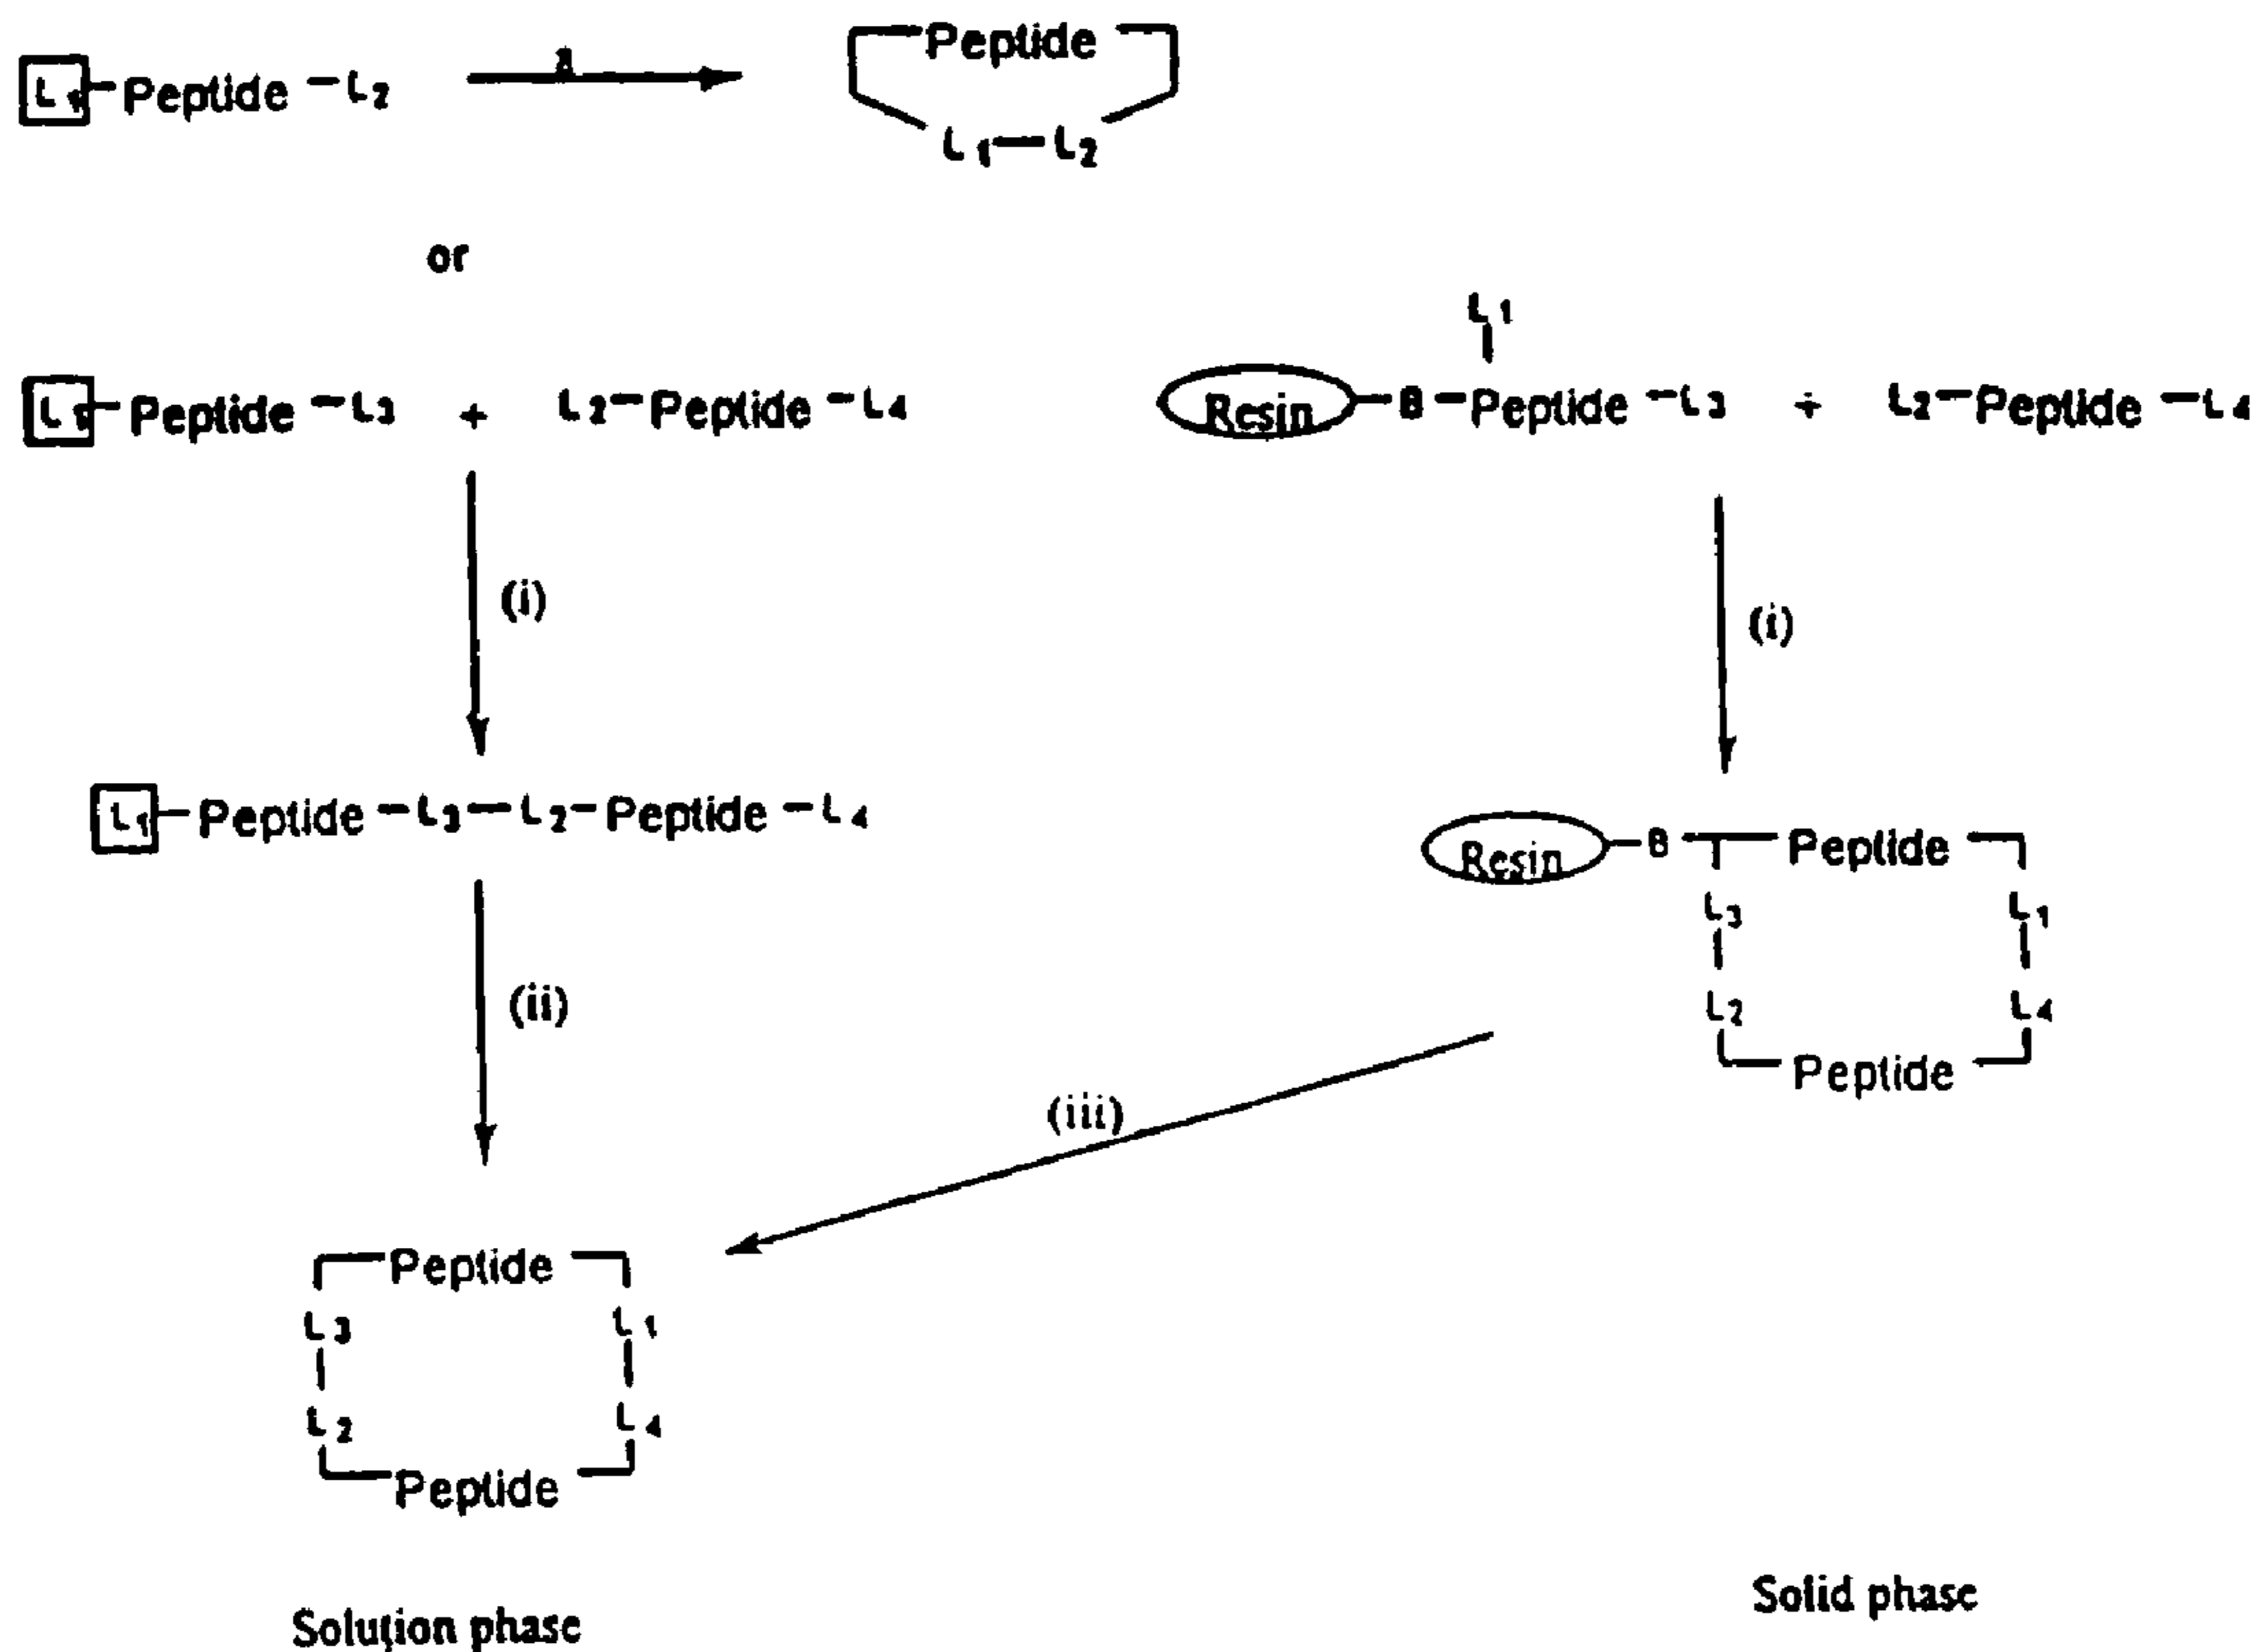 L –Peptide –L2
Peptide
L1—L2
or
L1
L –Peptide –L3 + L2–Peptide –L4
Resin –B –Peptide –L3 + L2–Peptide –L4
(i)
(i)
L1–Peptide –L3–L2–Peptide –L4
Resin –B Peptide
L3 L1
L2 L4
Peptide
(ii)
(iii)
Peptide
L3 L1
L2 L4
Peptide
Solid phase
Solution phase